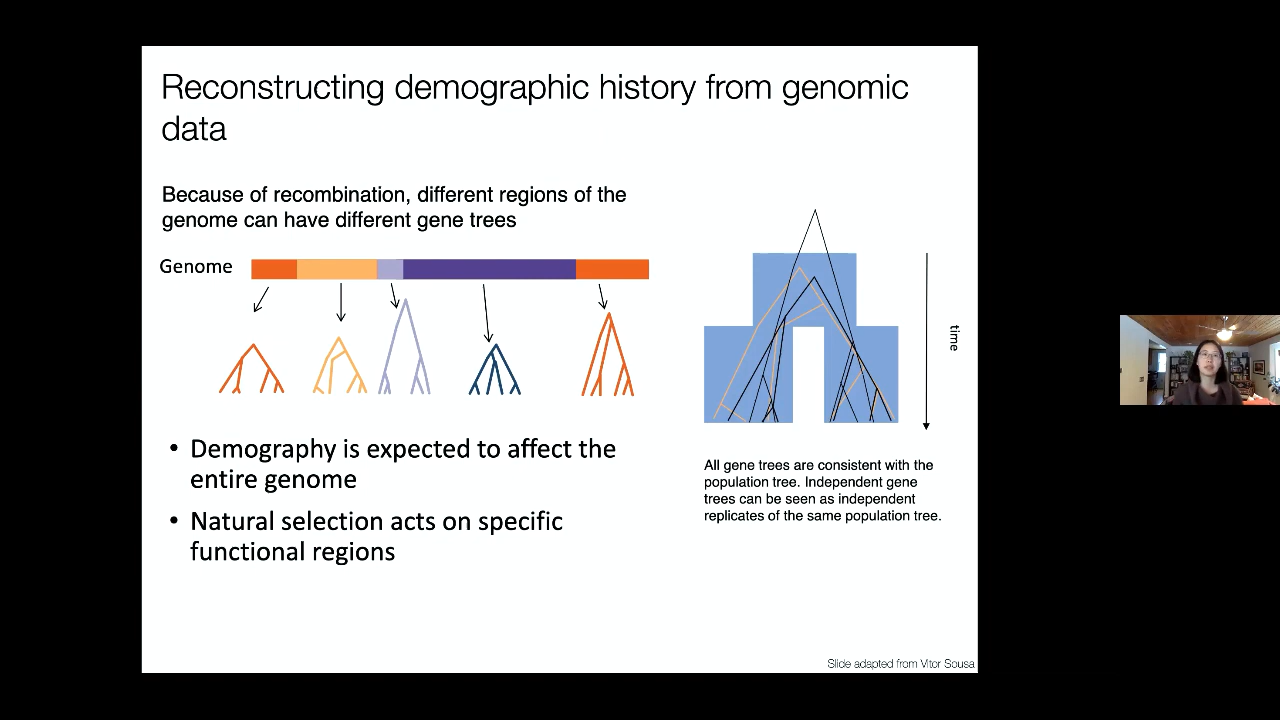 Reconstructing demographic history from genomic
data
Because of recombination, different regions of the
genome can have different gene trees
Genome
• Demography is expected to affect the
entire genome
• Natural selection acts on specific
functional regions
time
All gene trees are consistent with the
population tree. Independent gene
trees can be seen as independent
replicates of the same population tree.
Slide adapted from Vitor Sousa